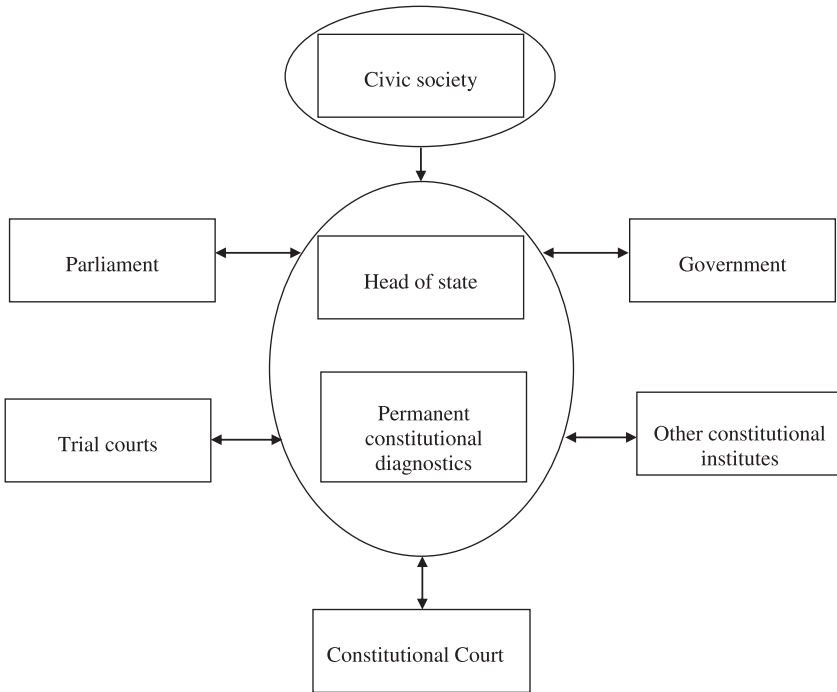 Civic society
Parliament
Head of state
Government
Trial courts
Permanent
constitutional
diagnostics
Other constitutional
institutes
Constitutional Court